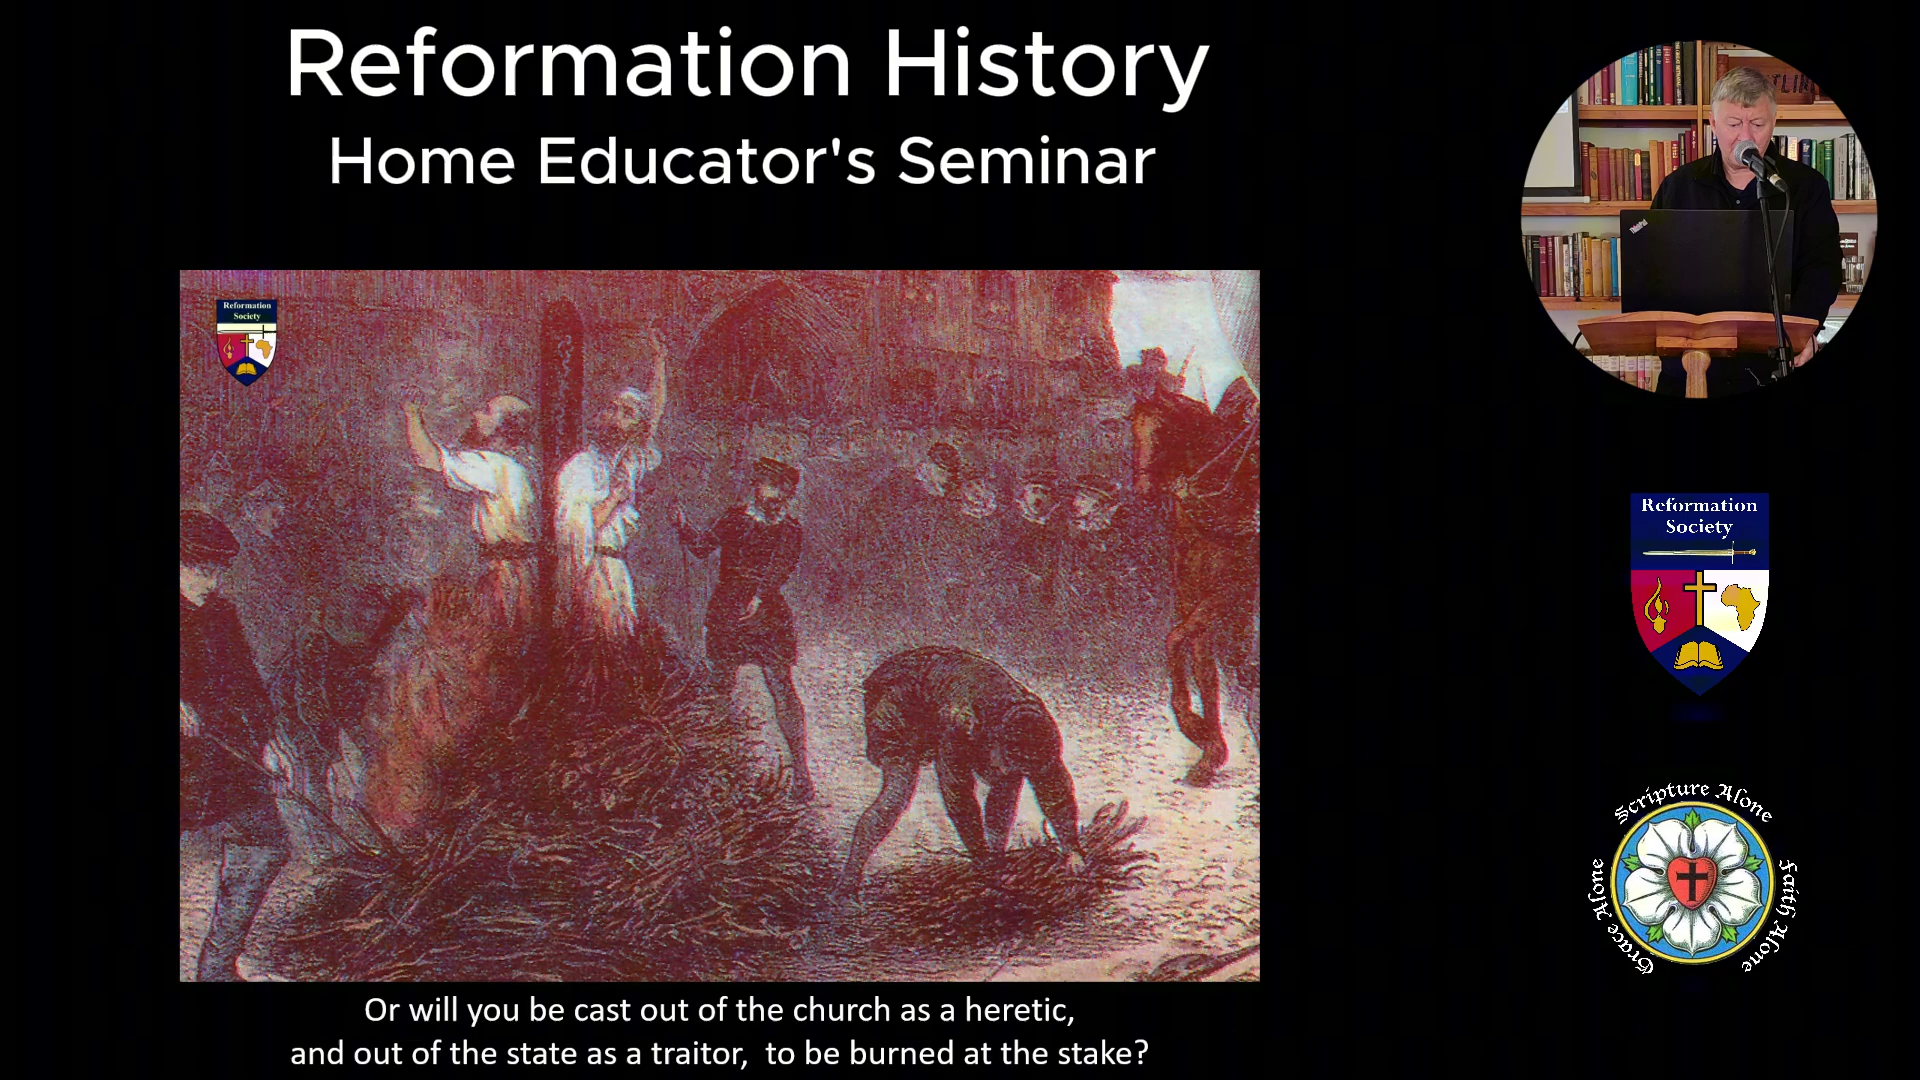 Reformation History
Home Educator's Seminar
Reformation
Society
ThinkPad
Reformation
Society
Scripture Alone
Grace Alone
Faith Alone
Or will you be cast out of the church as a heretic,
and out of the state as a traitor, to be burned at the stake?